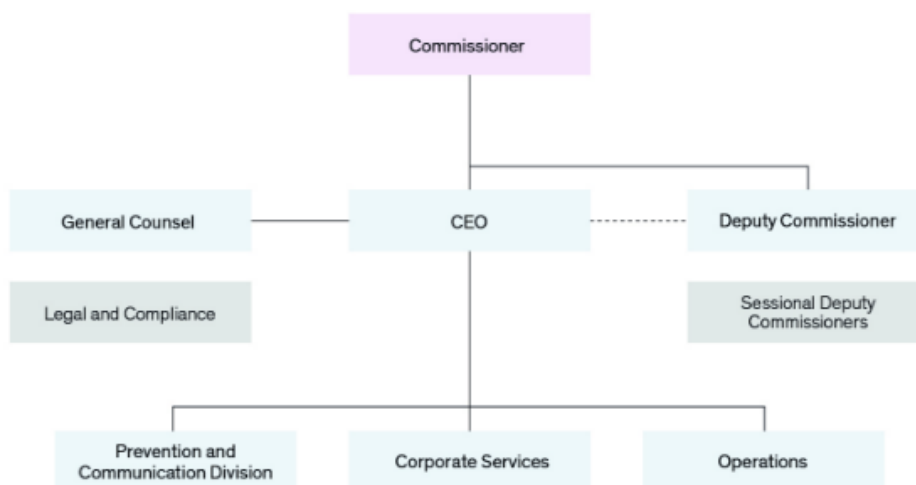 Commissioner
General Counsel
CEO
Deputy Commissioner
Legal and Compliance
Sessional Deputy
Commissioners
Prevention and
Communication Division
Corporate Services
Operations